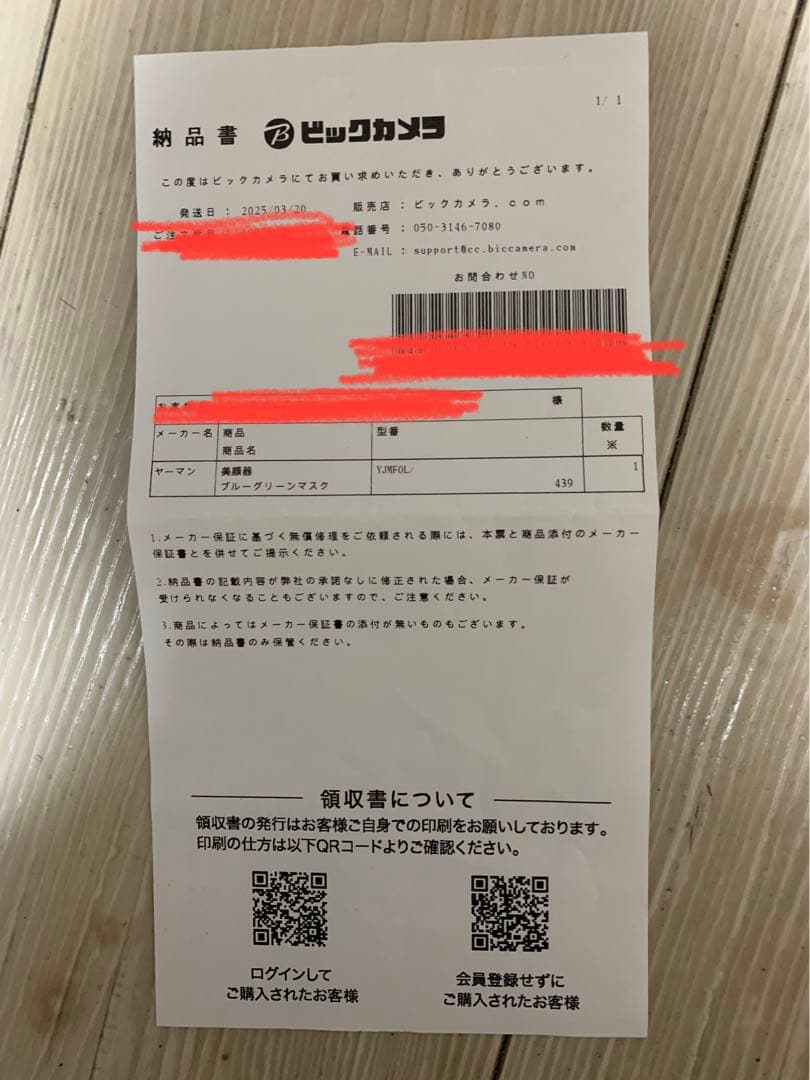 1/ 1
納品書 B ビックカメラ
この度はビックカメラにてお買い求めいただき、ありがとうございます。
発送日 : 2025/03/20
販売店 : ビックカメラ.com
ご注
電話番号 : 050-3146-7080
E-MAIL : support@cc.biccamera.com
お問合わせNO
様
メーカー名 商品 型番 数量
商品名 ※
ヤーマン 美顔器 YJMF0L/ 1
ブルーグリーンマスク 439
1.メーカー保証に基づく無償修理をご依頼される際には、本票と商品添付のメーカー
保証書とを併せてご提示ください。
2.納品書の記載内容が弊社の承諾なしに修正された場合、メーカー保証が
受けられなくなることもございますので、ご注意ください。
3.商品によってはメーカー保証書の添付が無いものもございます。
その際は納品書のみ保管ください。
領収書について
領収書の発行はお客様ご自身での印刷をお願いしております。
印刷の仕方は以下QRコードよりご確認ください。
ログインして
ご購入されたお客様
会員登録せずに
ご購入されたお客様